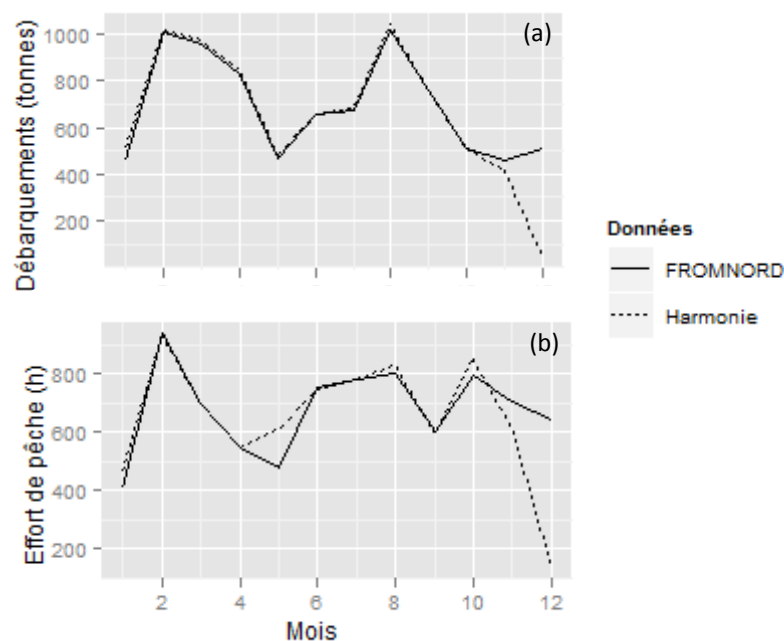 (a)
Débarquements (tonnes)
1000
800
600
400
200
Données
FROMNORD
Harmonie
(b)
Effort de pêche (h)
800
600
400
200
2 4 6 8 10 12
Mois